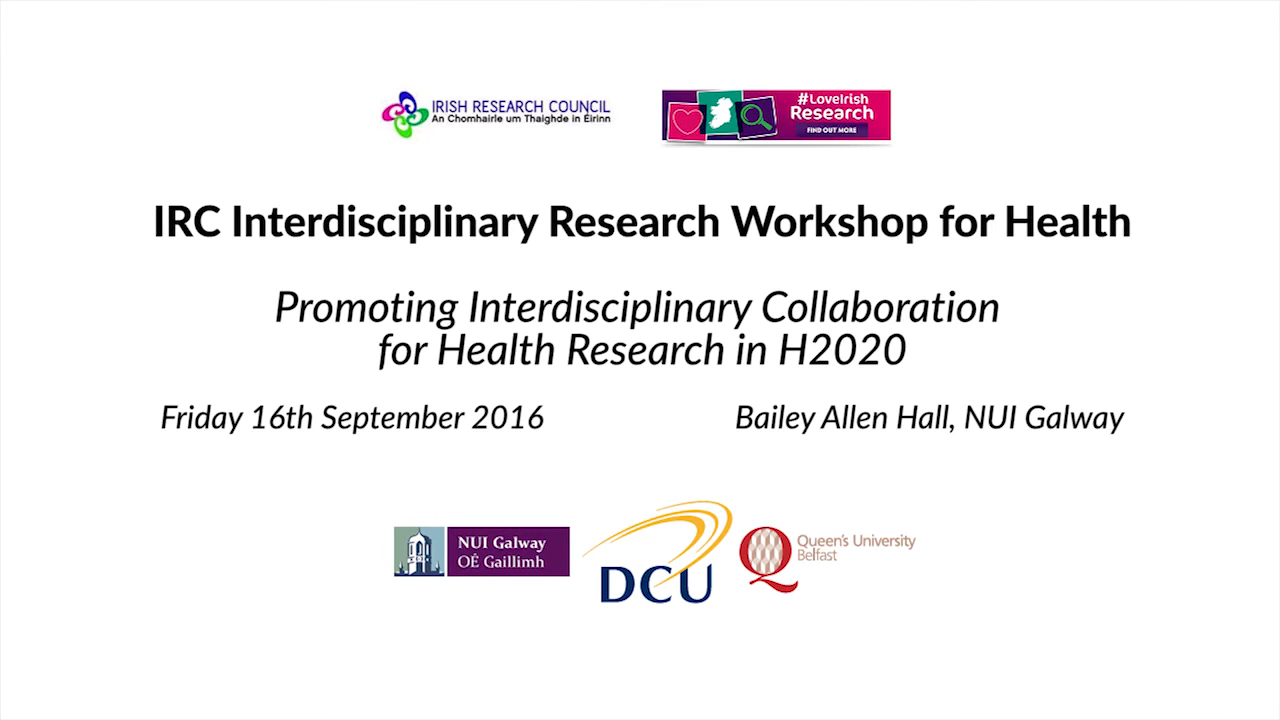 IRISH RESEARCH COUNCIL
An Chomhairle um Thaighde in Éirinn
#LoveIrish
Research
FIND OUT MORE
IRC Interdisciplinary Research Workshop for Health
Promoting Interdisciplinary Collaboration
for Health Research in H2020
Friday 16th September 2016
Bailey Allen Hall, NUI Galway
NUI Galway
OÉ Gaillimh
DCU
Queen's University
Belfast